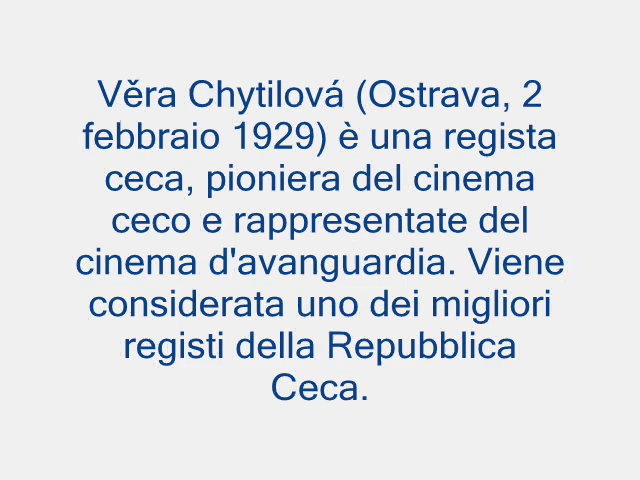 Věra Chytilová (Ostrava, 2
febbraio 1929) è una regista
ceca, pioniera del cinema
ceco e rappresentate del
cinema d'avanguardia. Viene
considerata uno dei migliori
registi della Repubblica
Ceca.